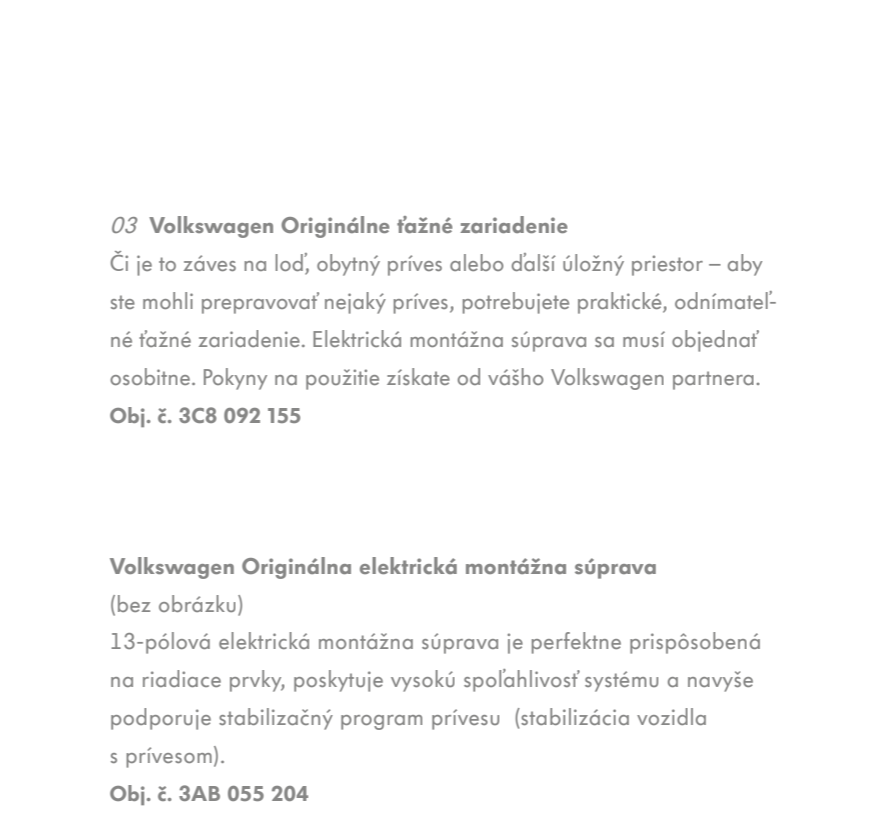 03 Volkswagen Originálne ťažné zariadenie
Či je to záves na loď, obytný príves alebo ďalší úložný priestor – aby
ste mohli prepravovať nejaký príves, potrebujete praktické, odnímateľ-
né ťažné zariadenie. Elektrická montážna súprava sa musí objednať
osobitne. Pokyny na použitie získate od vášho Volkswagen partnera.
Obj. č. 3C8 092 155
Volkswagen Originálna elektrická montážna súprava
(bez obrázku)
13-pólová elektrická montážna súprava je perfektne prispôsobená
na riadiace prvky, poskytuje vysokú spoľahlivosť systému a navyše
podporuje stabilizačný program prívesu (stabilizácia vozidla
s prívesom).
Obj. č. 3AB 055 204